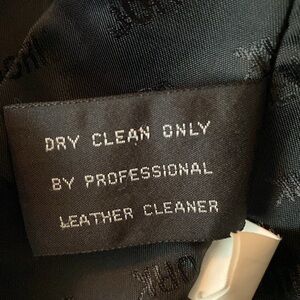 DRY CLEAN ONLY
BY PROFESSIONAL
LEATHER CLEANER